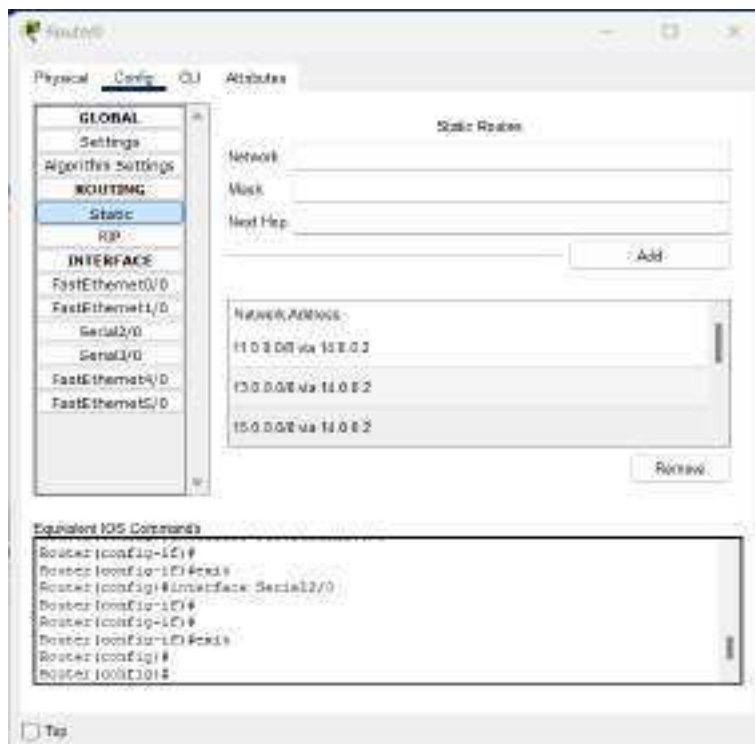 Router0
Physical Config CLI Attributes
GLOBAL
Settings
Algorithm Settings
ROUTING
Static
RIP
INTERFACE
FastEthernet0/0
FastEthernet1/0
Serial2/0
Serial3/0
FastEthernet4/0
FastEthernet5/0
Static Routes
Network
Mask
Next Hop
Add
Network Address
11.0.0.0/8 via 14.0.0.2
13.0.0.0/8 via 14.0.0.2
15.0.0.0/8 via 14.0.0.2
Remove
Equivalent IOS Commands
Router(config-if)#
Router(config-if)#exit
Router(config)#interface Serial2/0
Router(config-if)#
Router(config-if)#
Router(config-if)#exit
Router(config)#
Router(config)#
Top